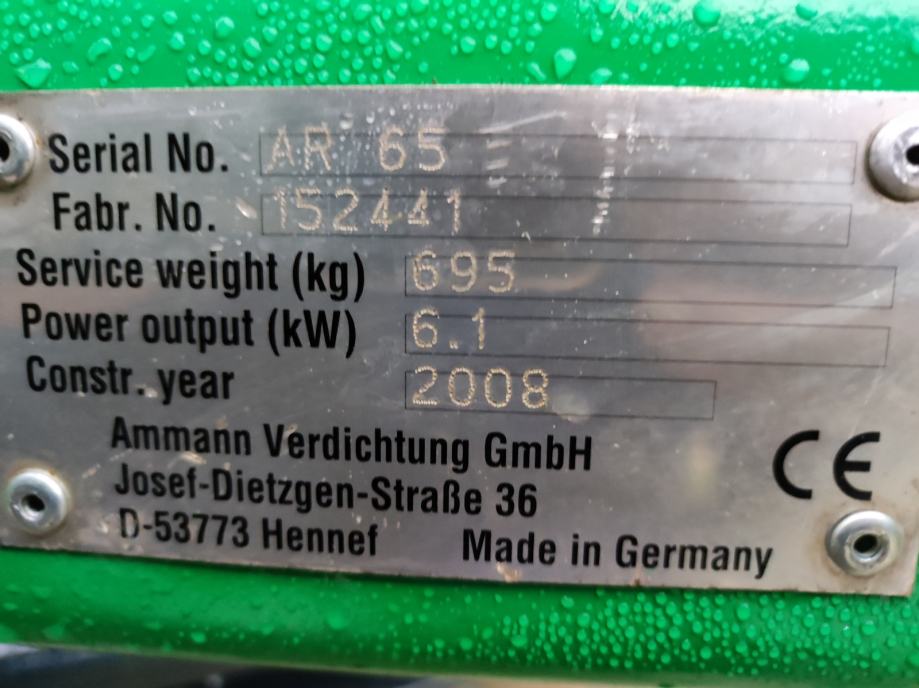 Serial No. AR 65
Fabr. No. 152441
Service weight (kg) 695
Power output (kW) 6.1
Constr. year 2008
Ammann Verdichtung GmbH
Josef-Dietzgen-Straße 36
D-53773 Hennef Made in Germany
CE